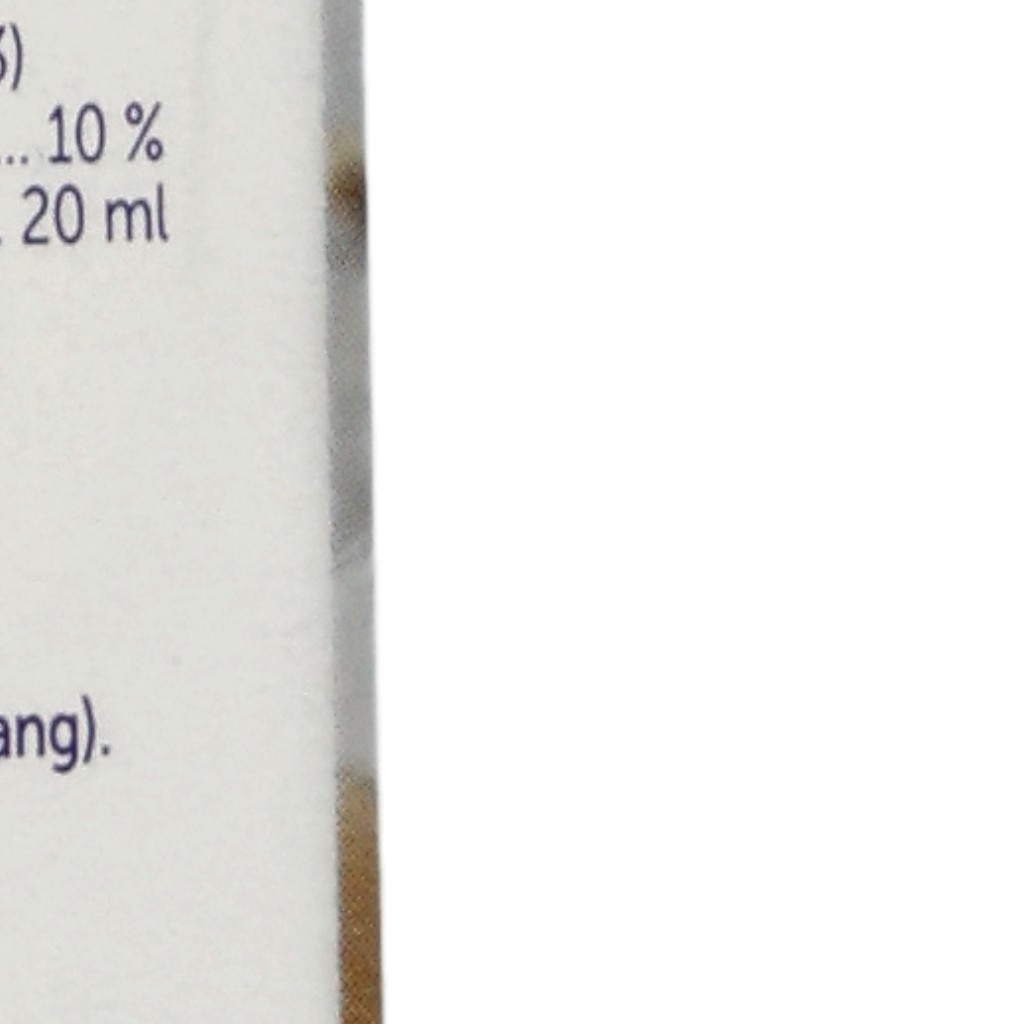 )
... 10 %
. 20 ml
ang).